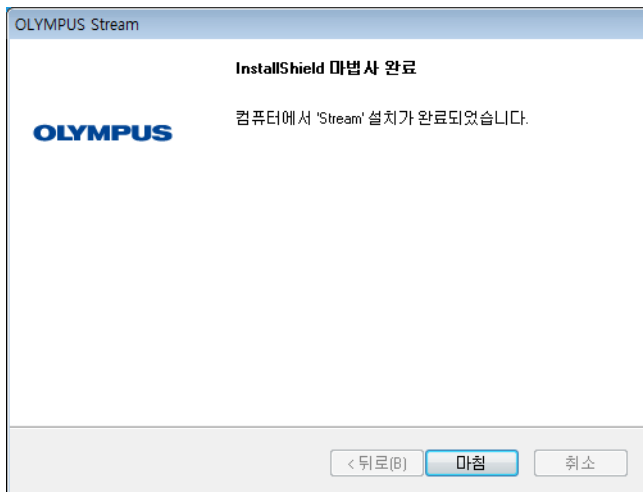 OLYMPUS Stream
InstallShield 마법사 완료
컴퓨터에서 'Stream' 설치가 완료되었습니다.
OLYMPUS
< 뒤로(B)
마침
취소